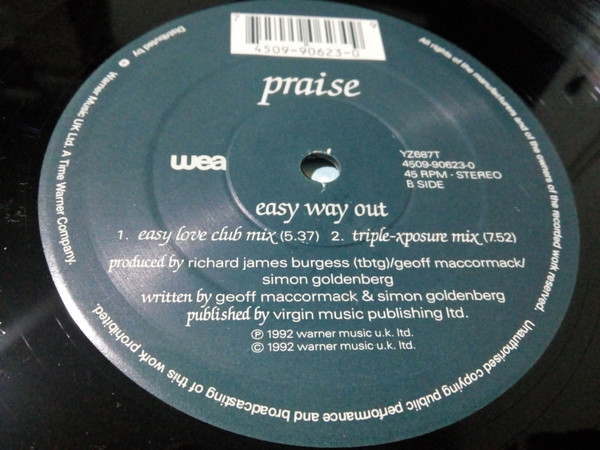 7 9
4509-90623-0
praise
wea
YZ687T
4509-90623-0
45 RPM · STEREO
B SIDE
easy way out
1. easy love club mix (5.37) 2. triple-xposure mix (7.52)
produced by richard james burgess (tbtg)/geoff maccormack/
simon goldenberg
written by geoff maccormack & simon goldenberg
published by virgin music publishing ltd.
℗ 1992 warner music u.k. ltd.
© 1992 warner music u.k. ltd.
All rights of the manufacturers and of the owners of the recorded work reserved. Unauthorised copying public performance and broadcasting of this work prohibited.
Distributed by Warner Music UK Ltd. A Time Warner Company.